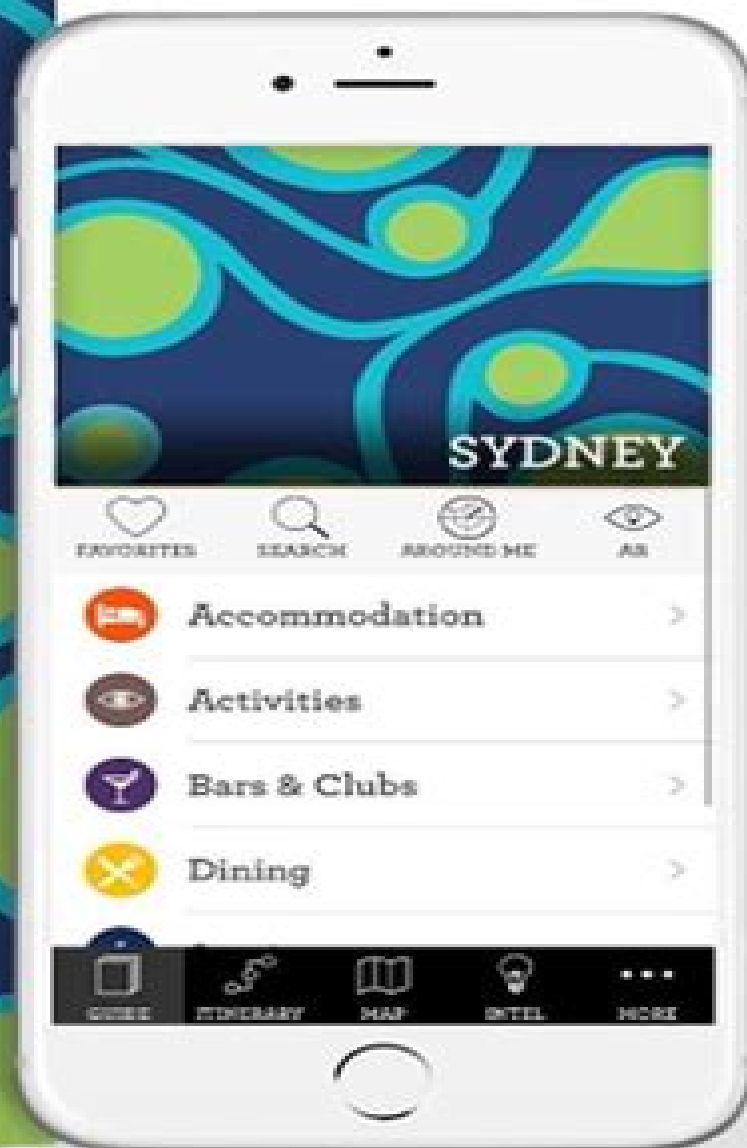 SYDNEY
FAVORITES SEARCH AROUND ME AR
Accommodation
Activities
Bars & Clubs
Dining
GUIDE ITINERARY MAP INTEL MORE